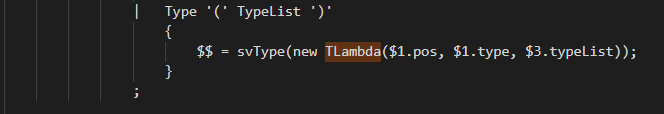 | Type '(' TypeList ')'
{
$$ = svType(new TLambda($1.pos, $1.type, $3.typeList));
}
;